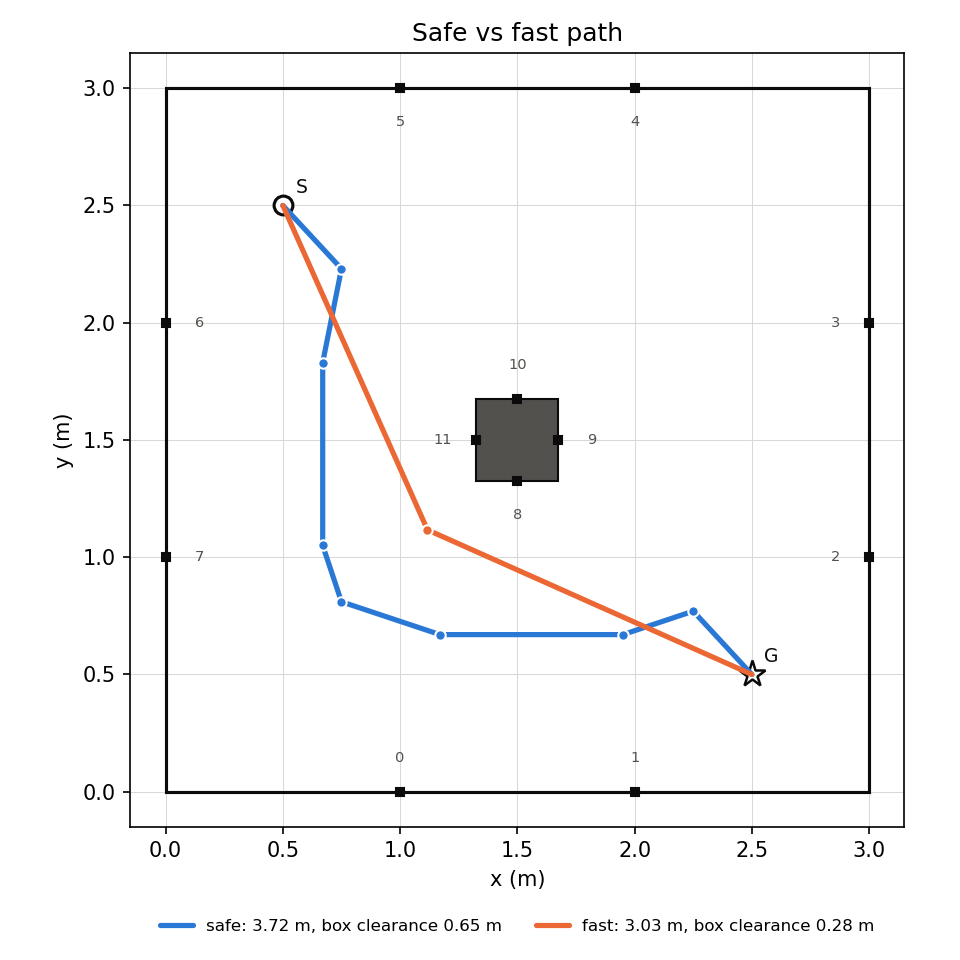 Safe vs fast path
3.0
5
4
S
2.5
2.0
6
3
10
y (m)
1.5
11
9
8
1.0
7
2
G
0.5
0
1
0.0
0.0 0.5 1.0 1.5 2.0 2.5 3.0
x (m)
safe: 3.72 m, box clearance 0.65 m
fast: 3.03 m, box clearance 0.28 m